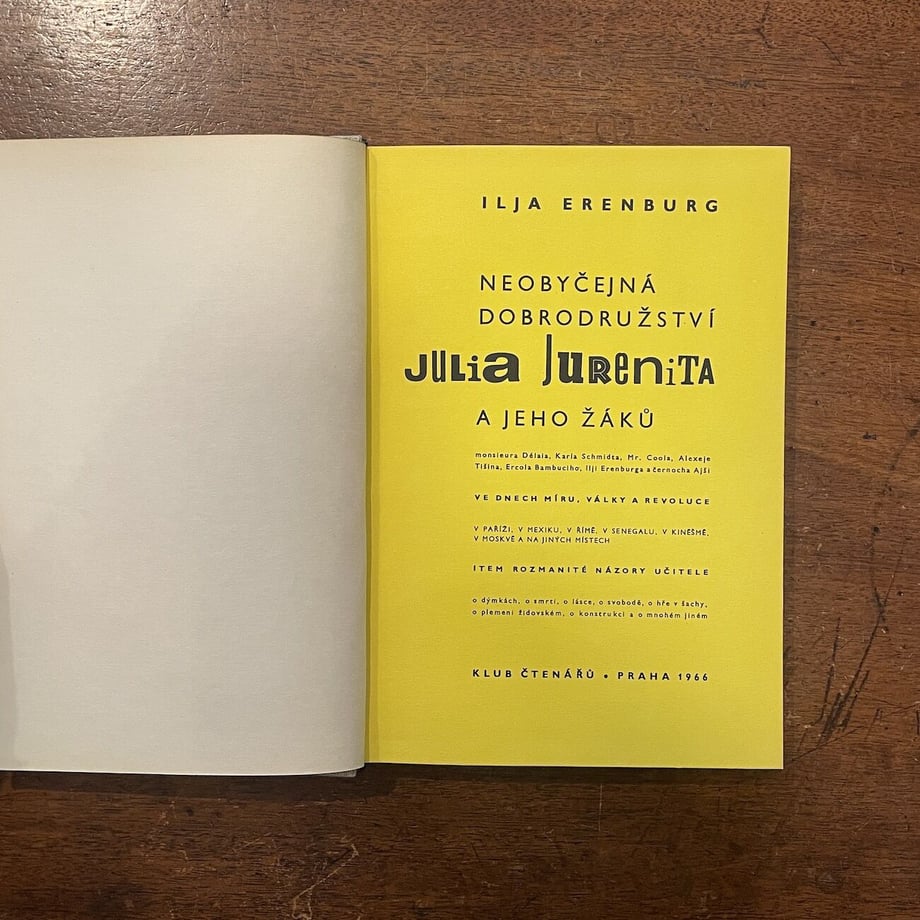 ILJA ERENBURG
NEOBYČEJNÁ
DOBRODRUŽSTVÍ
JULiA JURENiTA
A JEHO ŽÁKŮ
monsieura Délaia, Karla Schmidta, Mr. Coola, Alexeje
Tišina, Ercola Bambuciho, Ilji Erenburga a černocha Ajši
VE DNECH MÍRU, VÁLKY A REVOLUCE
V PAŘÍŽI, V MEXIKU, V ŘÍMĚ, V SENEGALU, V KINĚŠMĚ,
V MOSKVĚ A NA JINÝCH MÍSTECH
ITEM ROZMANITÉ NÁZORY UČITELE
o dýmkách, o smrti, o lásce, o svobodě, o hře v šachy,
o plemeni židovském, o konstrukci a o mnohém jiném
KLUB ČTENÁŘŮ • PRAHA 1966